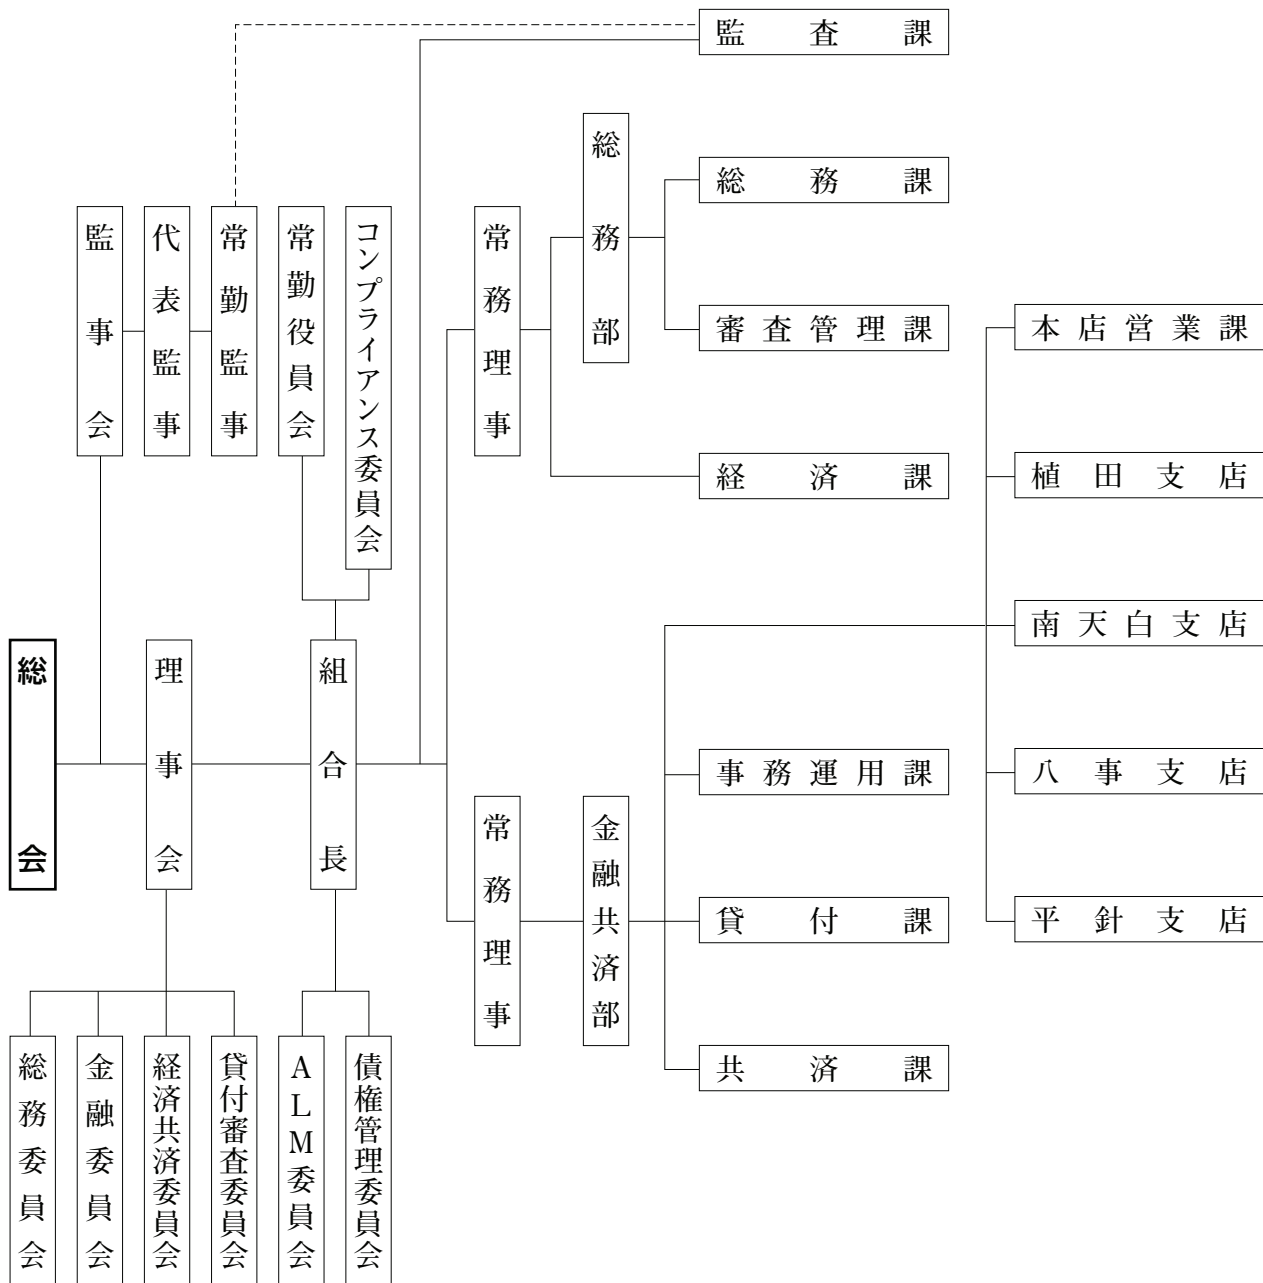 監査課
総務部
総務課
監事会
代表監事
常勤監事
常勤役員会
コンプライアンス委員会
常務理事
審査管理課
本店営業課
経済課
植田支店
総会
理事会
組合長
南天白支店
事務運用課
八事支店
常務理事
金融共済部
貸付課
平針支店
共済課
総務委員会
金融委員会
経済共済委員会
貸付審査委員会
ALM委員会
債権管理委員会